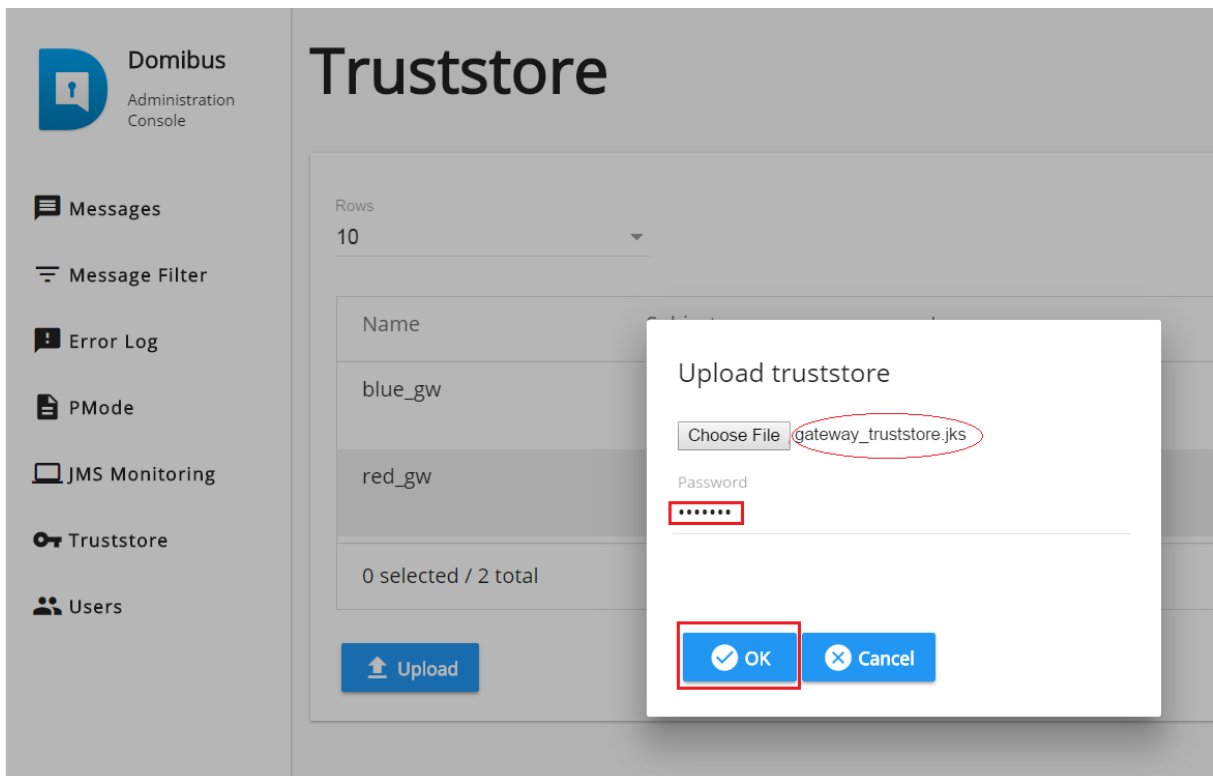 Domibus
Administration
Console
Truststore
Messages
Message Filter
Error Log
PMode
JMS Monitoring
Truststore
Users
Rows
10
Name
blue_gw
red_gw
0 selected / 2 total
Upload
Upload truststore
Choose File gateway_truststore.jks
Password
•••••••
OK Cancel